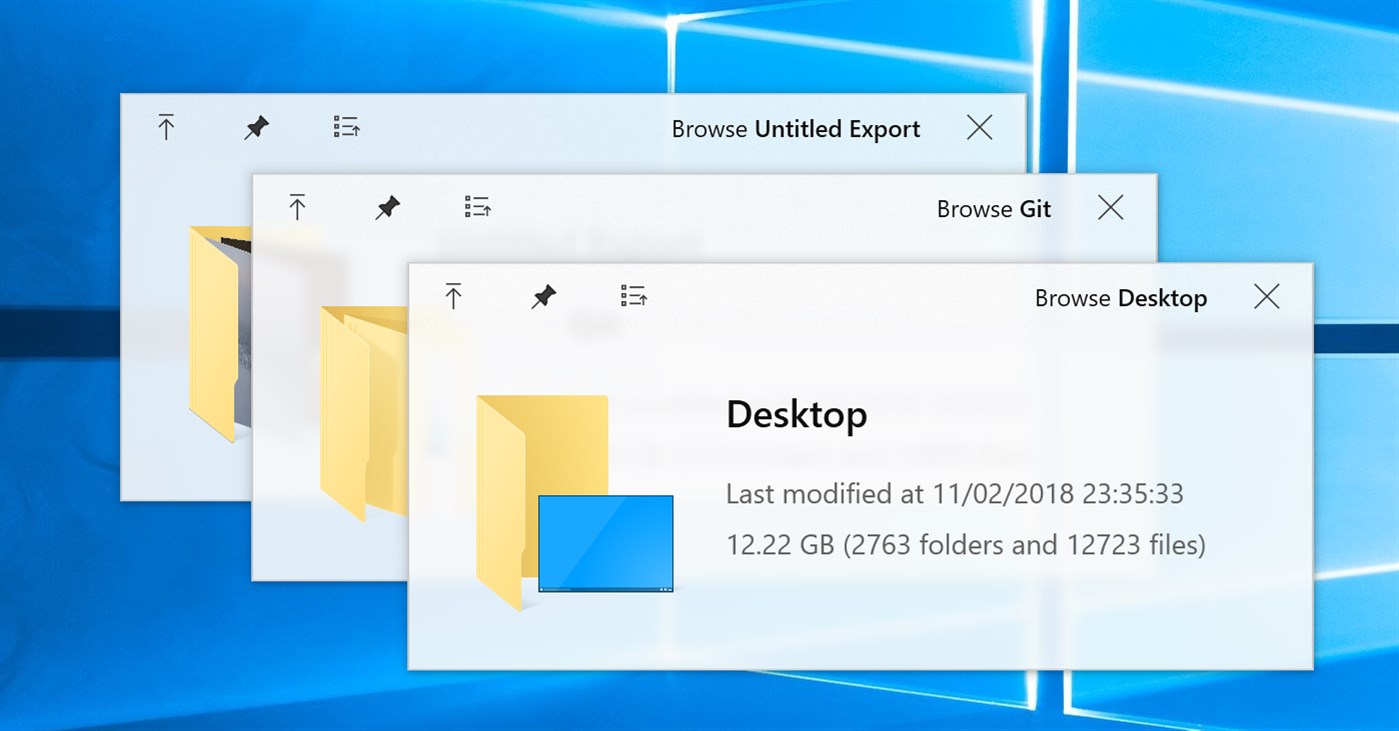 Browse Untitled Export
Browse Git
Browse Desktop
Desktop
Last modified at 11/02/2018 23:35:33
12.22 GB (2763 folders and 12723 files)